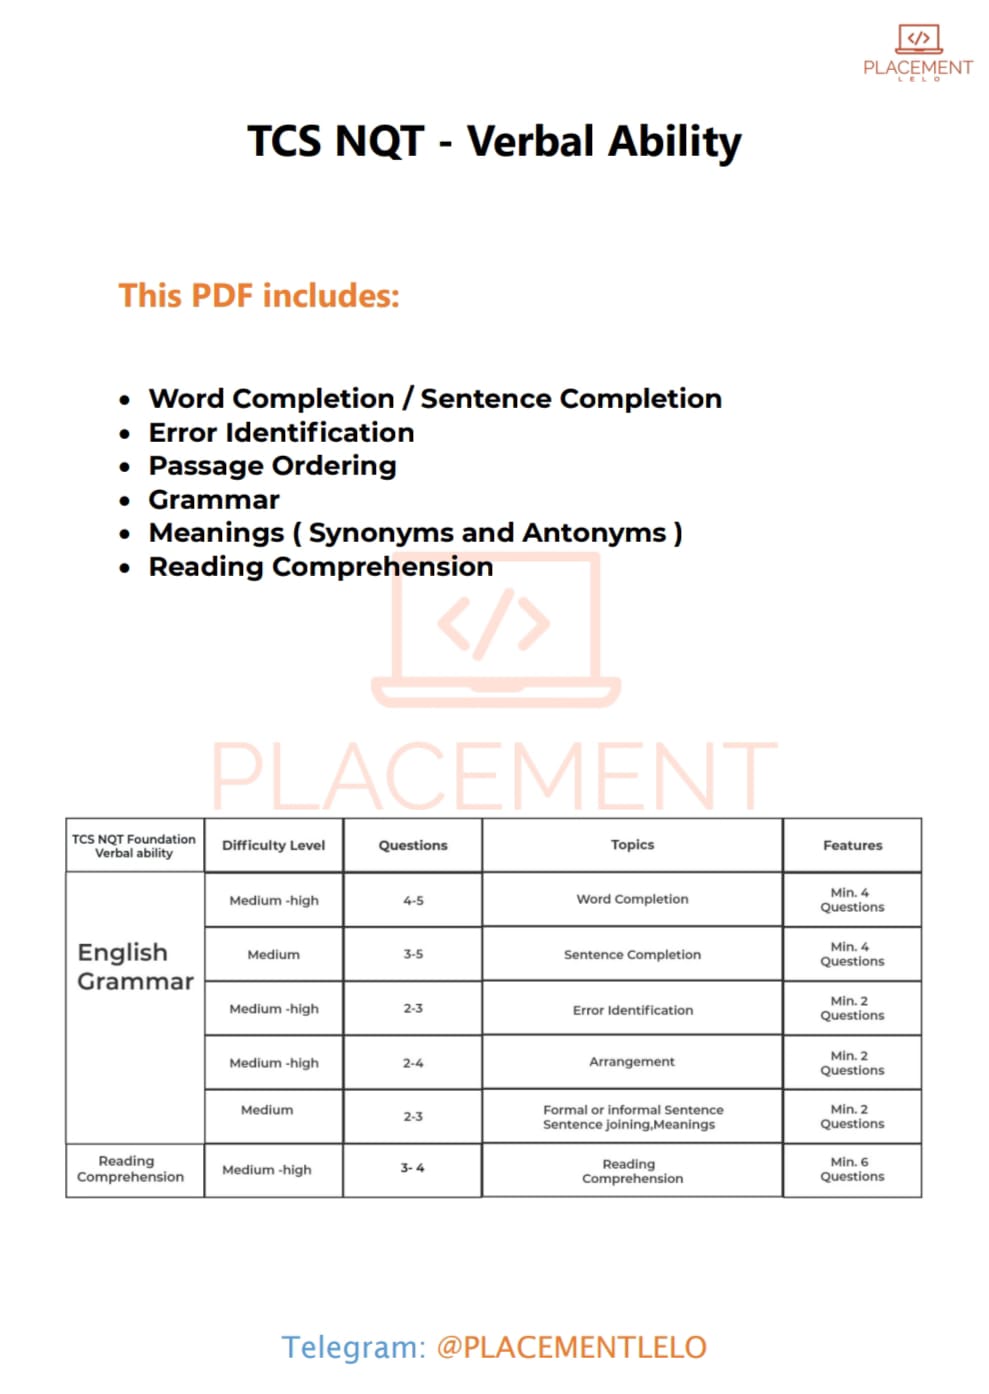 </>
PLACEMENT
LELO
TCS NQT - Verbal Ability
This PDF includes:
• Word Completion / Sentence Completion
• Error Identification
• Passage Ordering
• Grammar
• Meanings ( Synonyms and Antonyms )
• Reading Comprehension
</>
PLACEMENT
TCS NQT Foundation
Verbal ability
Difficulty Level
Questions
Topics
Features
English
Grammar
Medium -high
4-5
Word Completion
Min. 4
Questions
Medium
3-5
Sentence Completion
Min. 4
Questions
Medium -high
2-3
Error Identification
Min. 2
Questions
Medium -high
2-4
Arrangement
Min. 2
Questions
Medium
2-3
Formal or informal Sentence
Sentence joining,Meanings
Min. 2
Questions
Reading
Comprehension
Medium -high
3- 4
Reading
Comprehension
Min. 6
Questions
Telegram: @PLACEMENTLELO